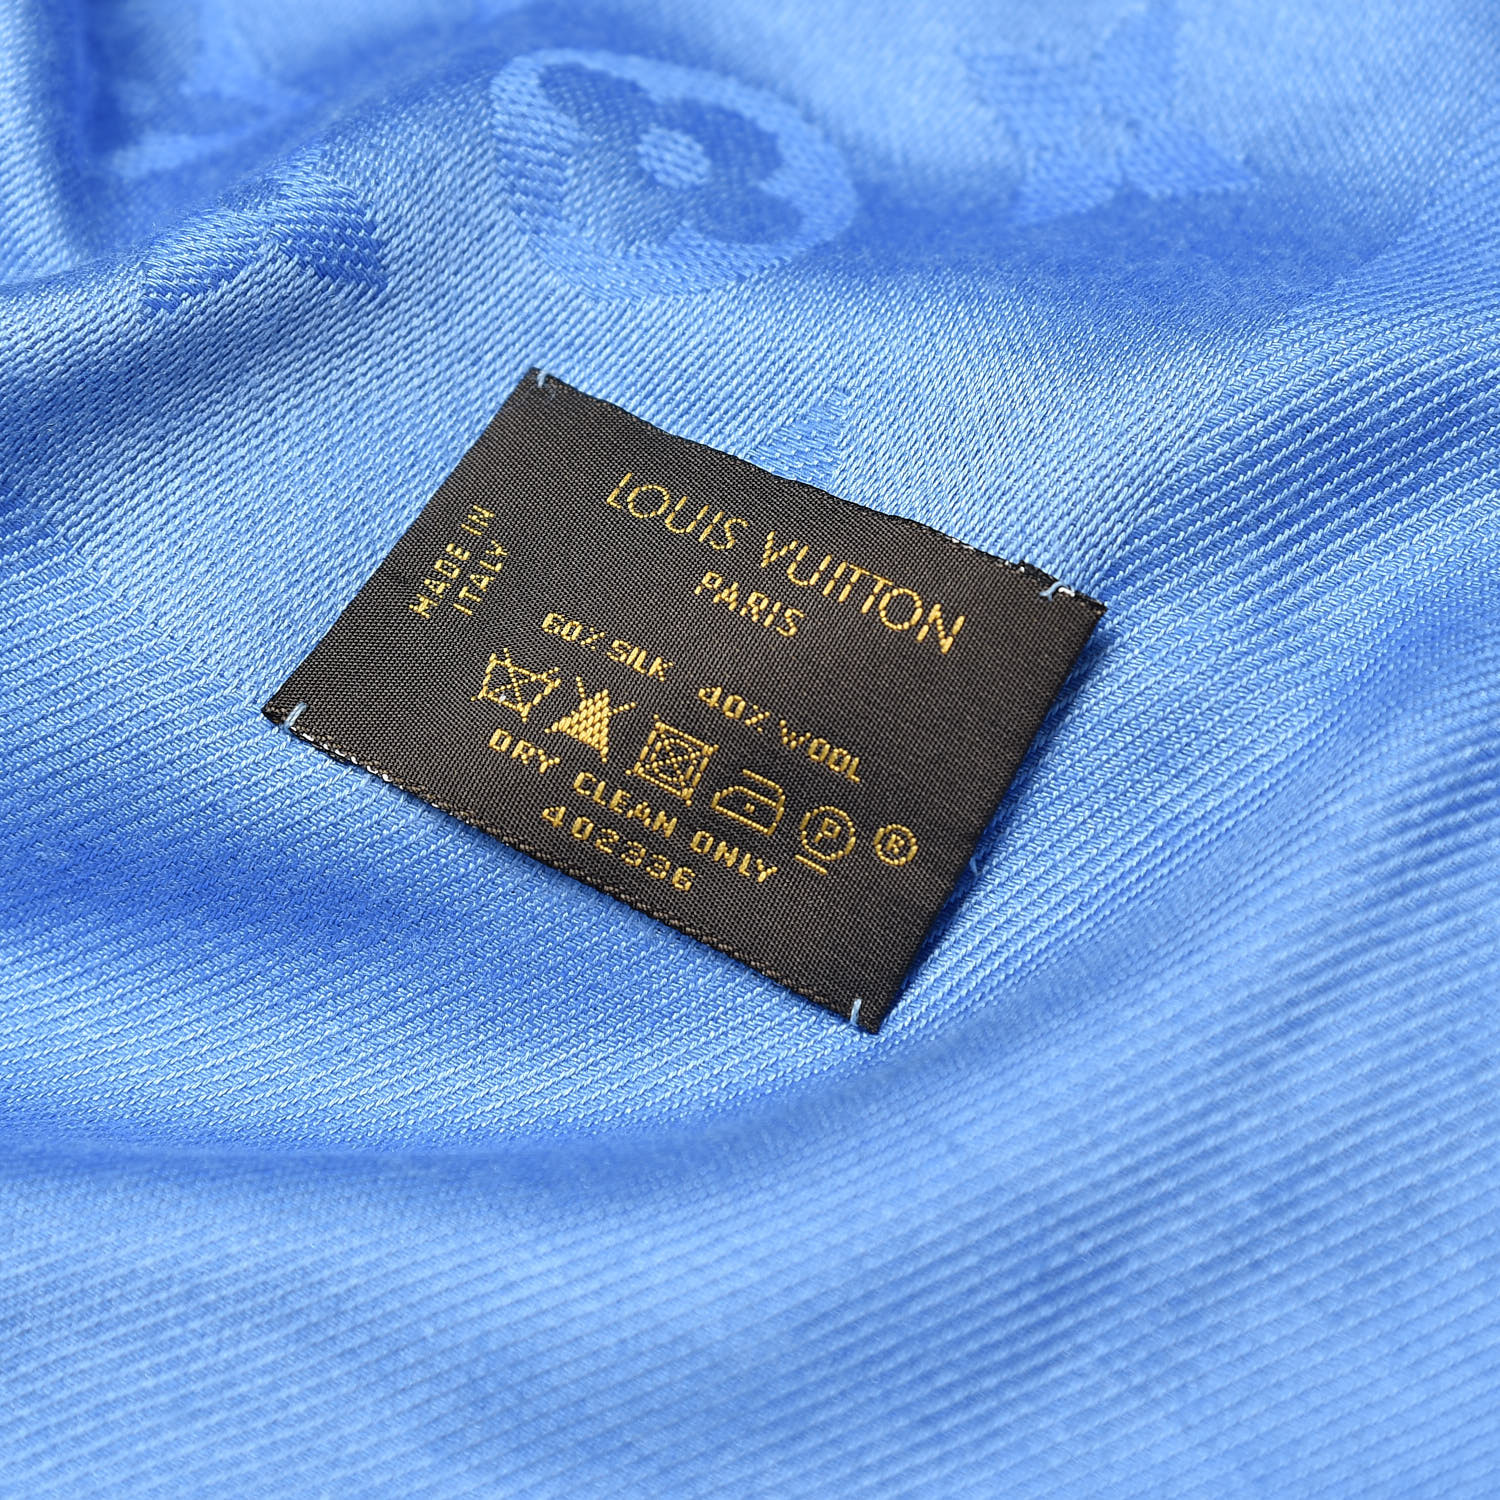 LOUIS VUITTON
PARIS
MADE IN
ITALY
60% SILK 40% WOOL
P ®
DRY CLEAN ONLY
402336